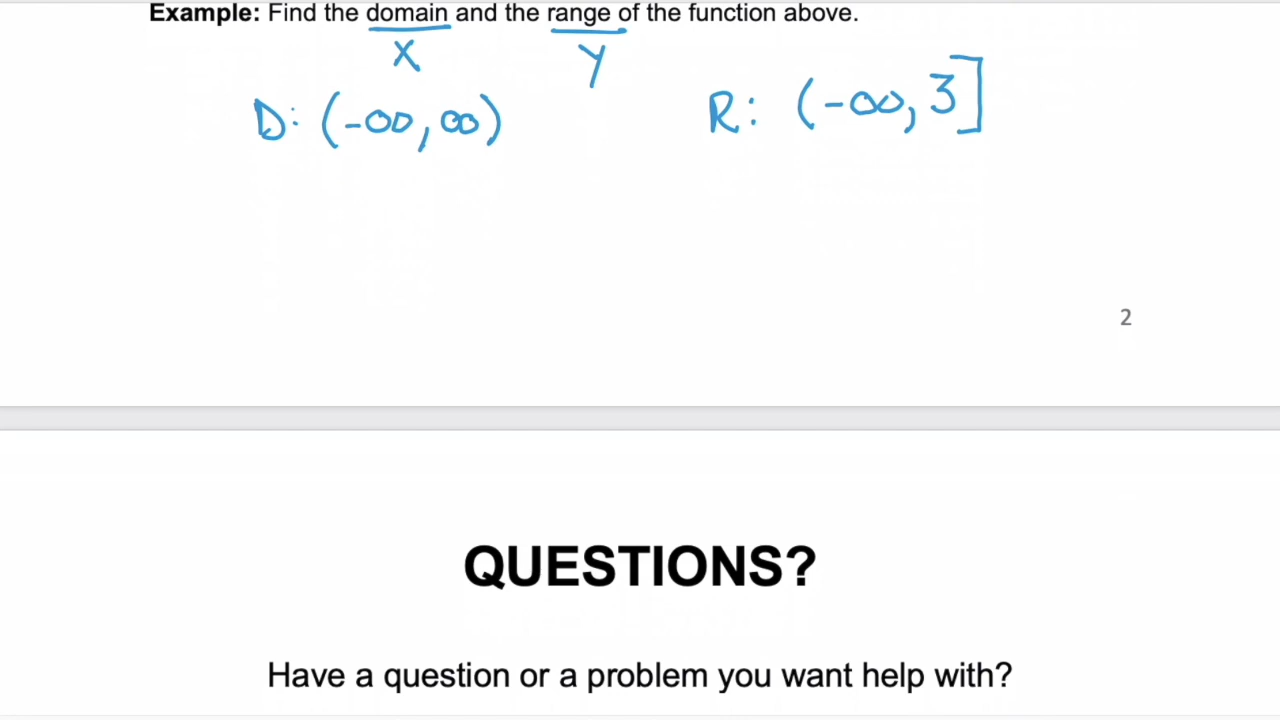 Example: Find the domain and the range of the function above.
X Y
D: (-∞, ∞) R: (-∞, 3]
2
QUESTIONS?
Have a question or a problem you want help with?